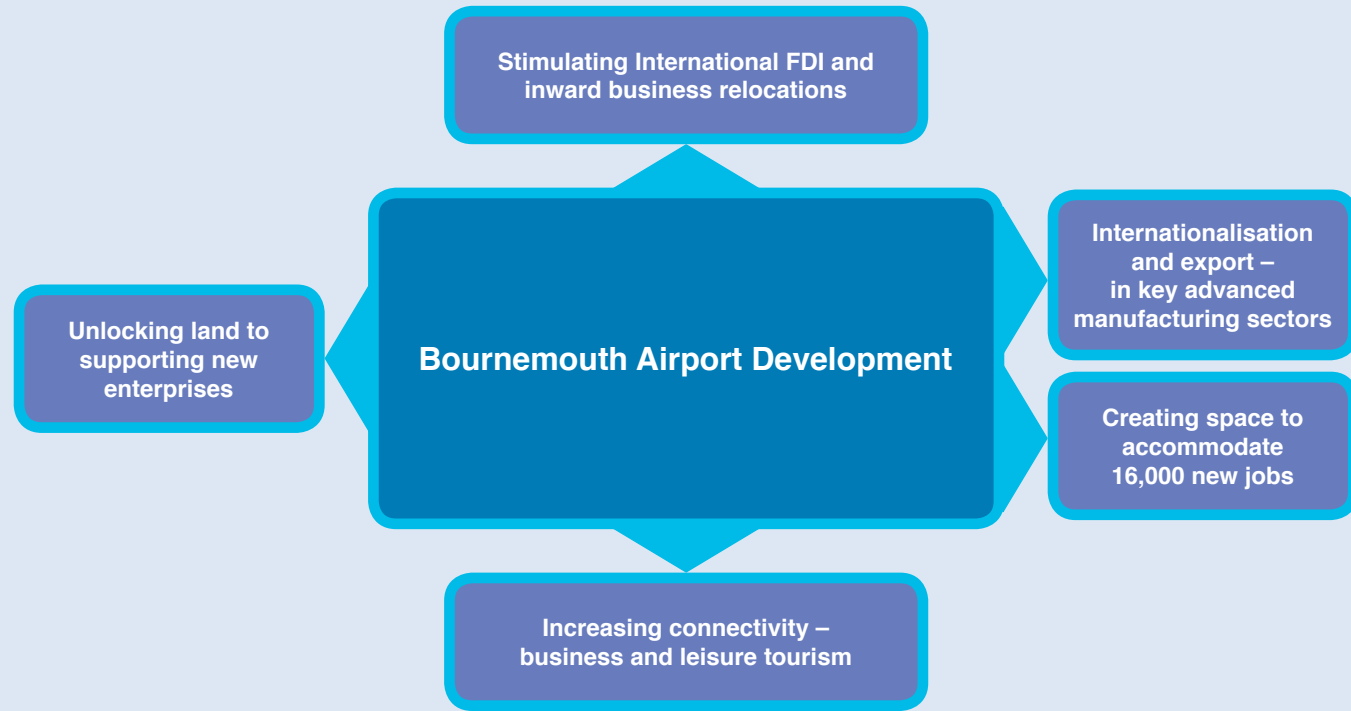 Stimulating International FDI and
inward business relocations
Internationalisation
and export –
in key advanced
manufacturing sectors
Unlocking land to
supporting new
enterprises
Bournemouth Airport Development
Creating space to
accommodate
16,000 new jobs
Increasing connectivity –
business and leisure tourism